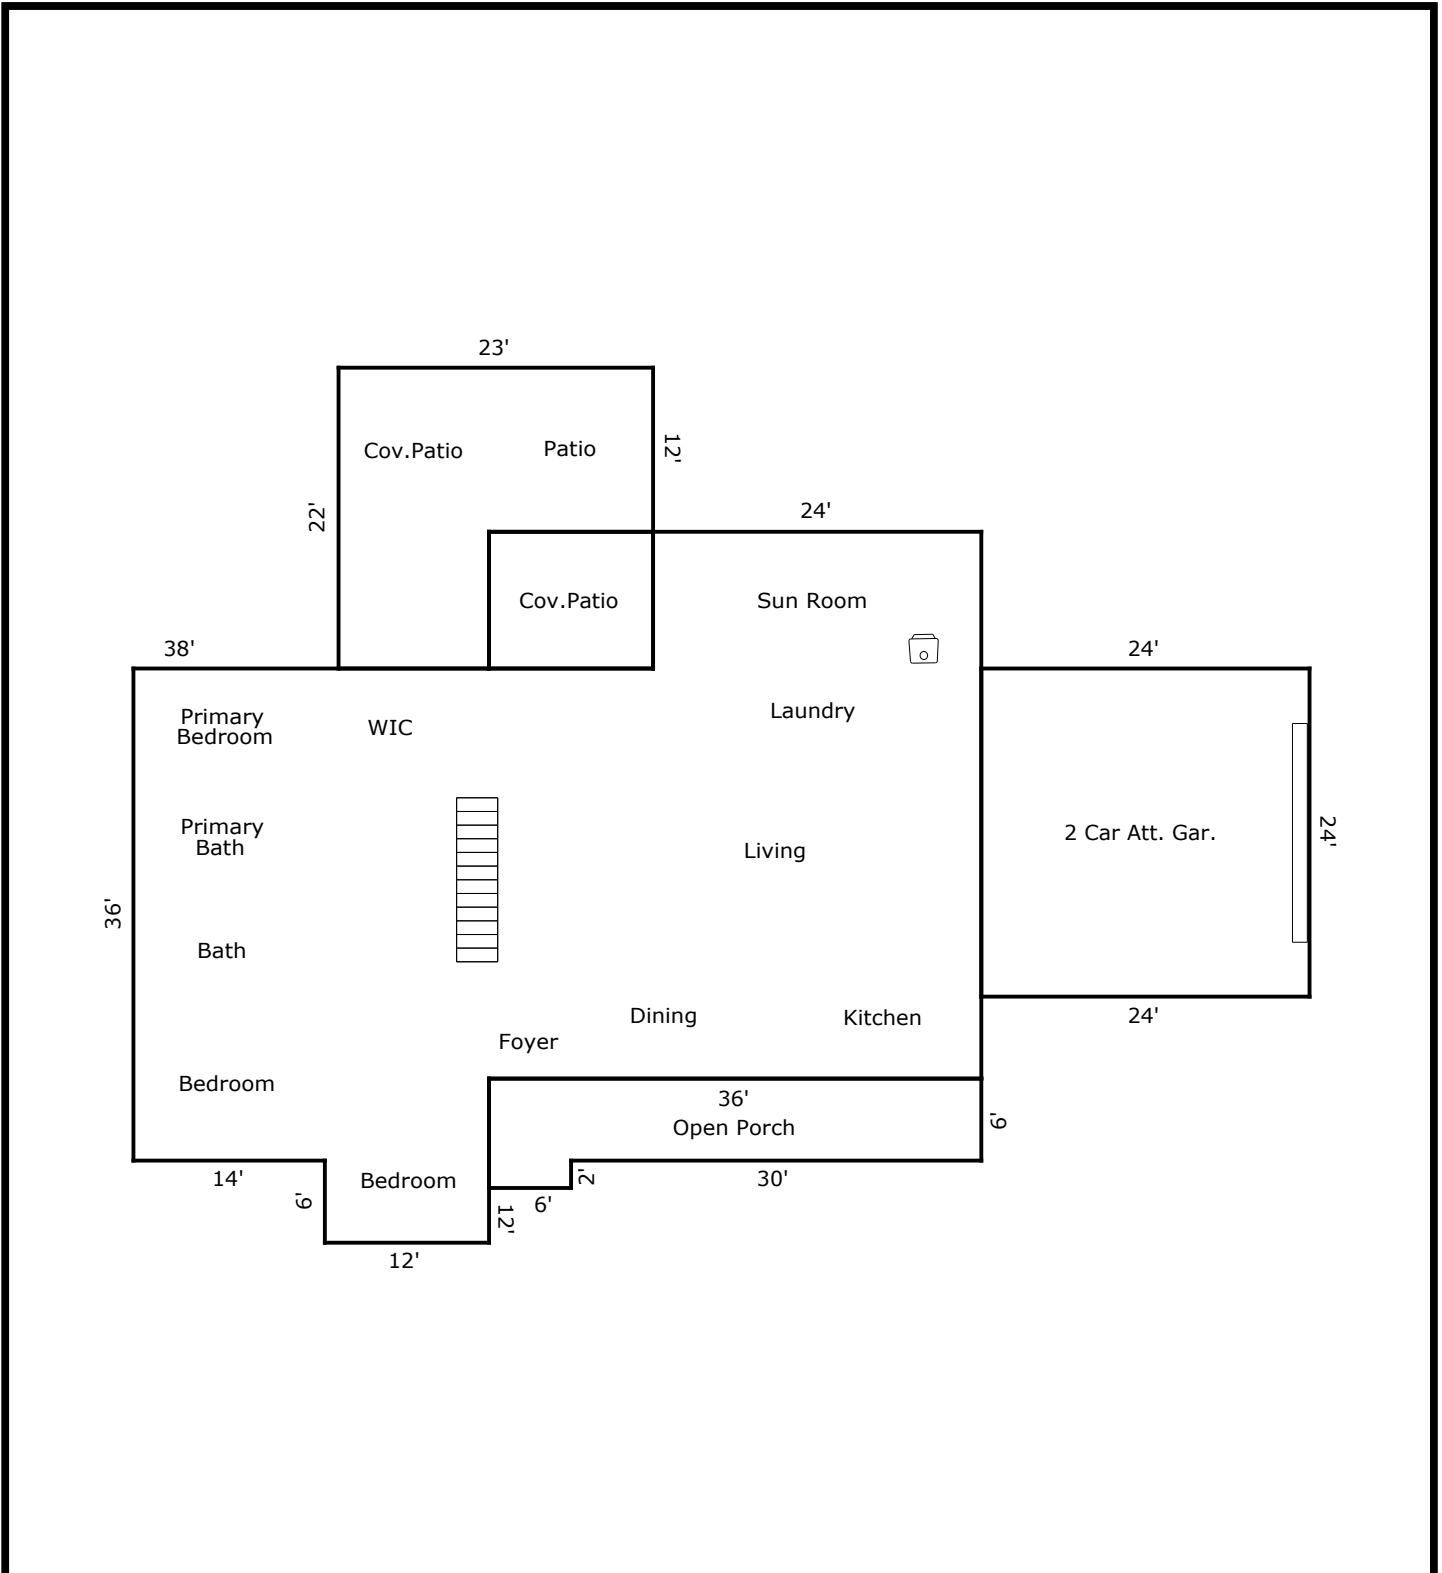 23'
Cov.Patio
Patio
12'
22'
24'
Cov.Patio
Sun Room
38'
24'
Primary
Bedroom
WIC
Laundry
Primary
Bath
Living
2 Car Att. Gar.
24'
36'
Bath
Dining
Kitchen
24'
Foyer
Bedroom
36'
6'
Open Porch
14'
Bedroom
2'
30'
6'
6'
12'
12'